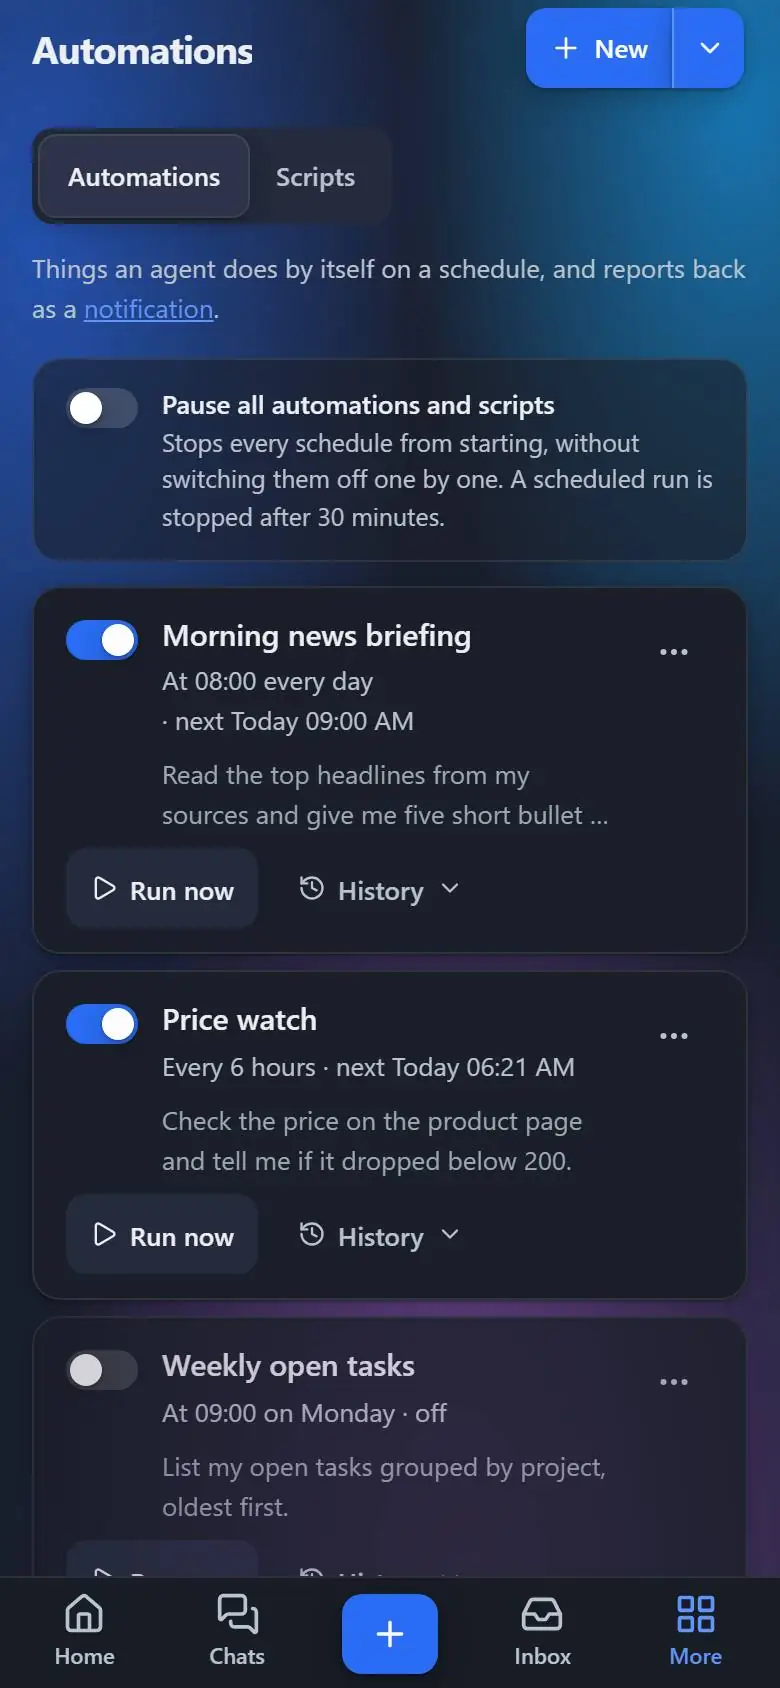 Automations
New
Automations
Scripts
Things an agent does by itself on a schedule, and reports back
as a notification.
Pause all automations and scripts
Stops every schedule from starting, without
switching them off one by one. A scheduled run is
stopped after 30 minutes.
Morning news briefing
At 08:00 every day
· next Today 09:00 AM
Read the top headlines from my
sources and give me five short bullet ...
Run now
History
Price watch
Every 6 hours · next Today 06:21 AM
Check the price on the product page
and tell me if it dropped below 200.
Run now
History
Weekly open tasks
At 09:00 on Monday · off
List my open tasks grouped by project,
oldest first.
Home
Chats
Inbox
More